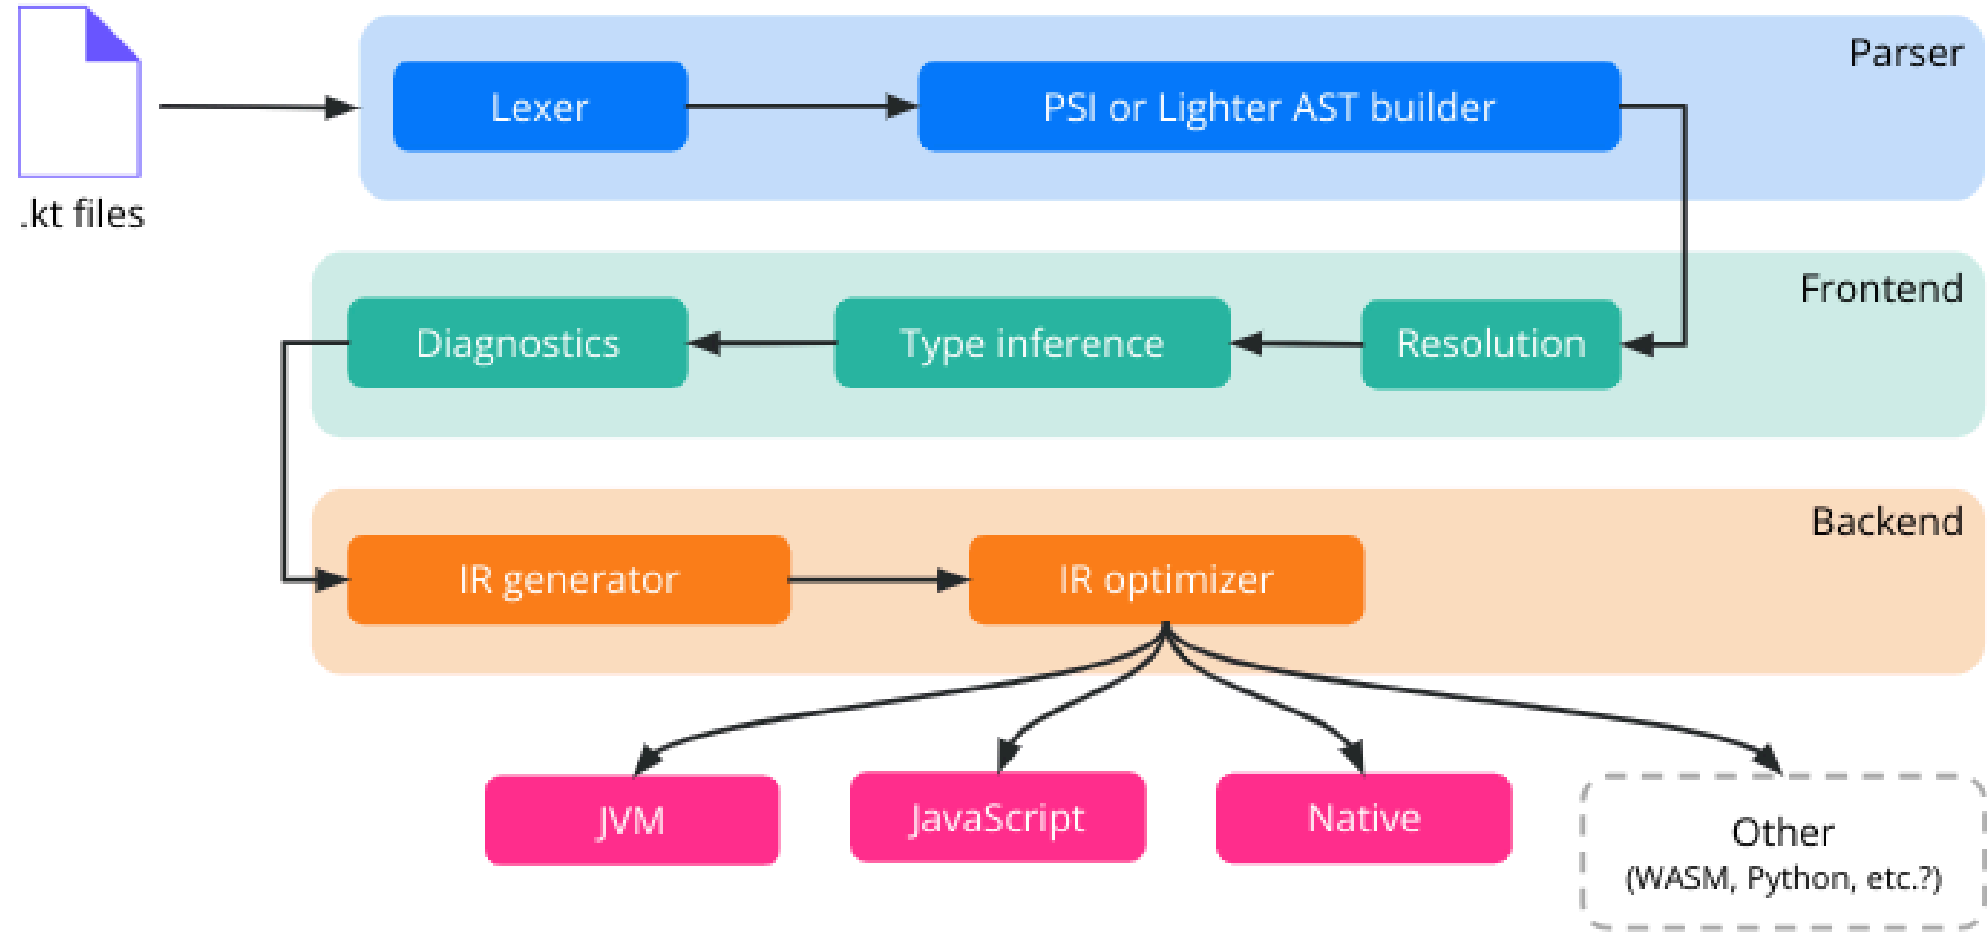 Parser
Lexer
PSI or Lighter AST builder
.kt files
Frontend
Diagnostics
Type inference
Resolution
Backend
IR generator
IR optimizer
JVM
JavaScript
Native
Other
(WASM, Python, etc.?)